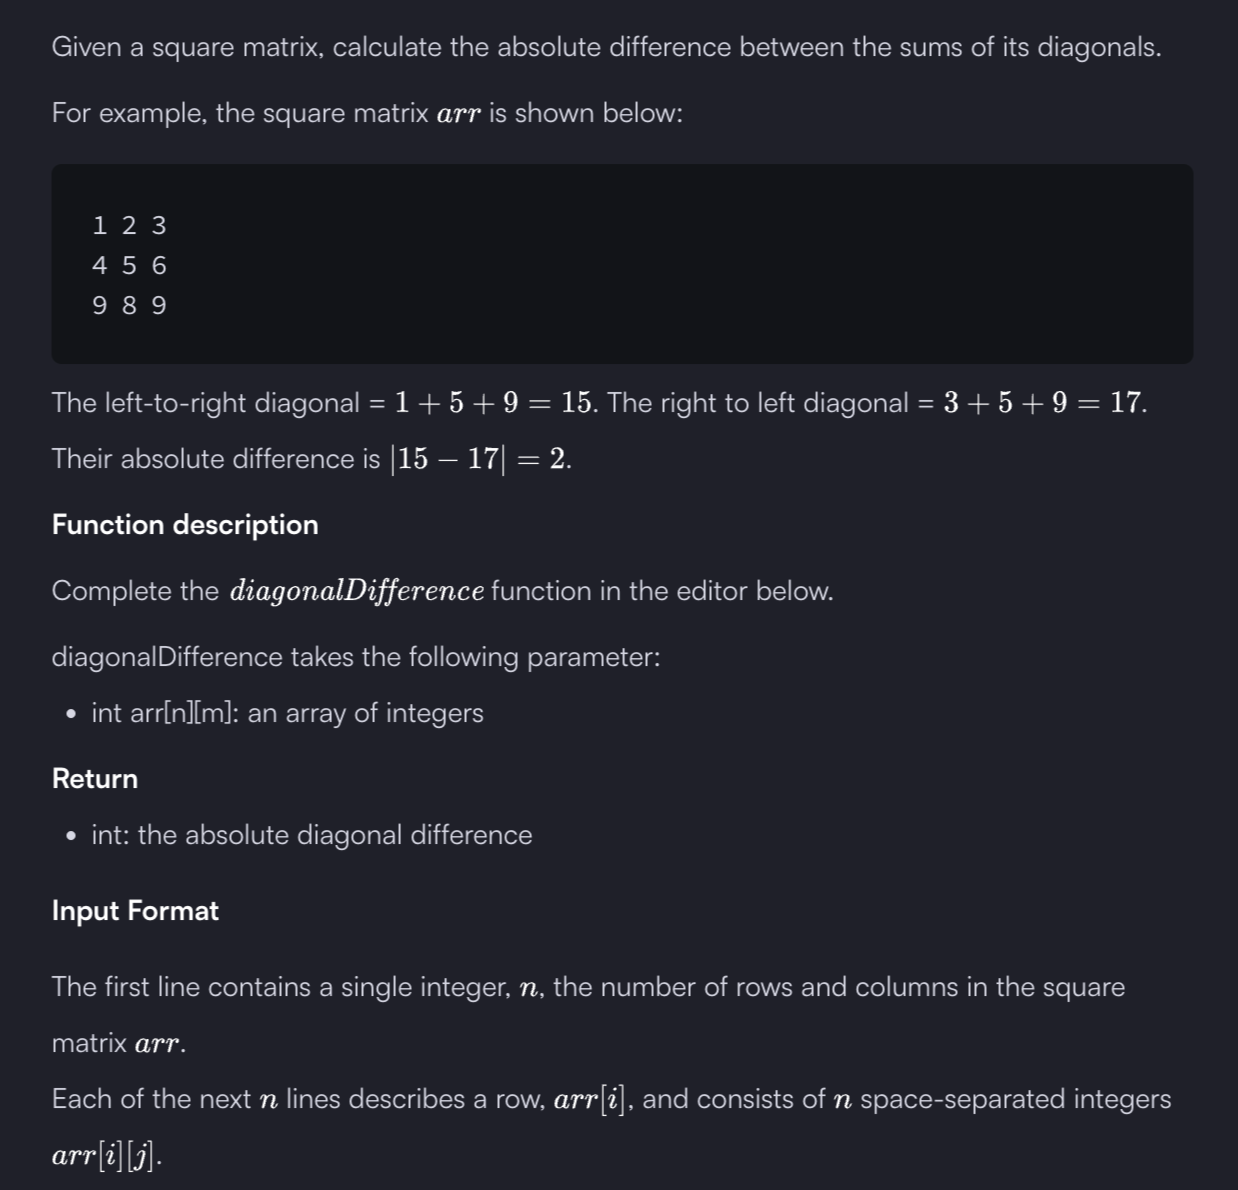 Given a square matrix, calculate the absolute difference between the sums of its diagonals.
For example, the square matrix arr is shown below:
1 2 3
4 5 6
9 8 9
The left-to-right diagonal = 1 + 5 + 9 = 15. The right to left diagonal = 3 + 5 + 9 = 17.
Their absolute difference is |15 − 17| = 2.
Function description
Complete the diagonalDifference function in the editor below.
diagonalDifference takes the following parameter:
• int arr[n][m]: an array of integers
Return
• int: the absolute diagonal difference
Input Format
The first line contains a single integer, n, the number of rows and columns in the square
matrix arr.
Each of the next n lines describes a row, arr[i], and consists of n space-separated integers
arr[i][j].